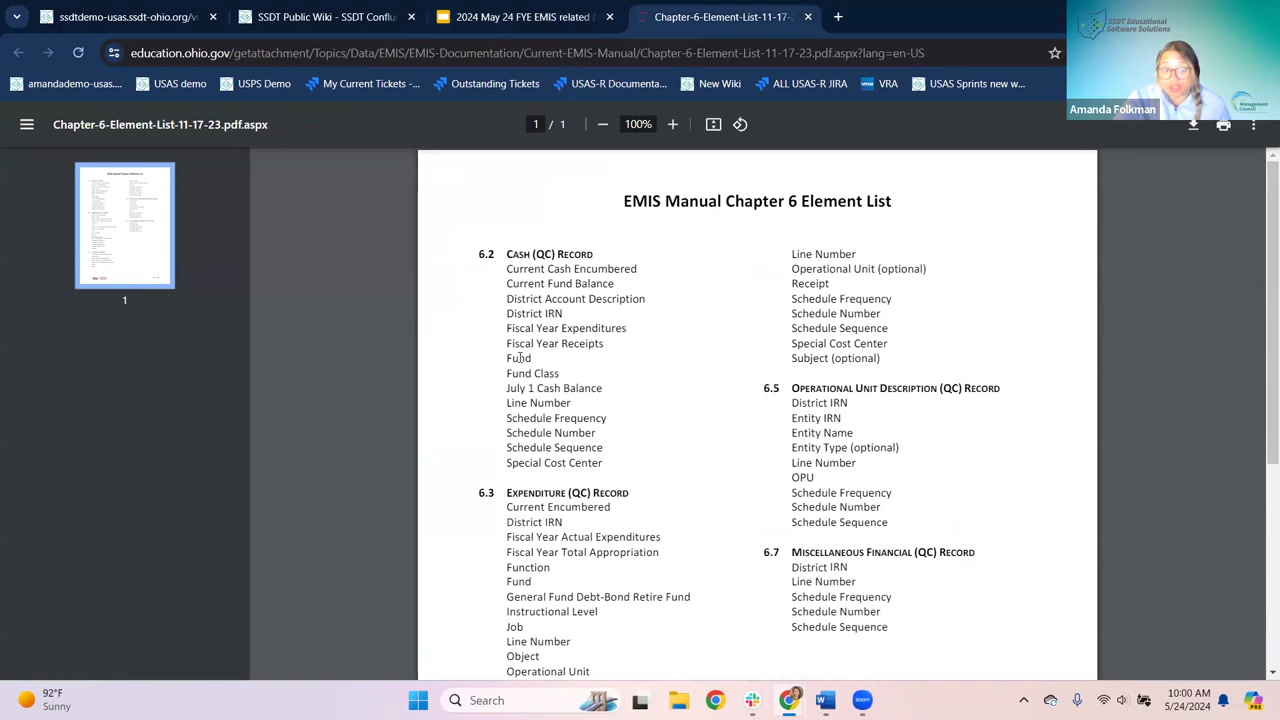 ssdtemis.ssdt-ohio.org/w
SSDT Wiki - SSDT Conflu
2024 May 24 FYE EMIS related
Chapter 6-Element-List-11-17-2
education.ohio.gov/getattachment/Topics/Data/EMIS/EMIS-Documentation/Current-EMIS-Manual/Chapter-6-Element-List-11-17-23.pdf.aspx?lang=en-US
amandademo-usas....
USAS demo
USPS Demo
My Current Tickets -...
Open Tickets
USAS-R Documenta...
New Wiki
ALL USAS-R JIRA
VRA
USAS Sprints new w...
SSDT Educational
Software Solutions
Management
Council
Amanda Folkman
Chapter-6-Element-List-11-17-23.pdf.aspx
1
1
100%
1
EMIS Manual Chapter 6 Element List
6.2 CASH (QC) RECORD
Current Cash Encumbered
Current Fund Balance
District Account Description
District IRN
Fiscal Year Expenditures
Fiscal Year Receipts
Fund
Fund Class
July 1 Cash Balance
Line Number
Schedule Frequency
Schedule Number
Schedule Sequence
Special Cost Center
6.3 EXPENDITURE (QC) RECORD
Current Encumbered
District IRN
Fiscal Year Actual Expenditures
Fiscal Year Total Appropriation
Function
Fund
General Fund Debt-Bond Retire Fund
Instructional Level
Job
Line Number
Object
Operational Unit
Line Number
Operational Unit (optional)
Receipt
Schedule Frequency
Schedule Number
Schedule Sequence
Special Cost Center
Subject (optional)
6.5 OPERATIONAL UNIT DESCRIPTION (QC) RECORD
District IRN
Entity IRN
Entity Name
Entity Type (optional)
Line Number
OPU
Schedule Frequency
Schedule Number
Schedule Sequence
6.7 MISCELLANEOUS FINANCIAL (QC) RECORD
District IRN
Line Number
Schedule Frequency
Schedule Number
Schedule Sequence
92°F
Sunny
Search
10:00 AM
5/24/2024